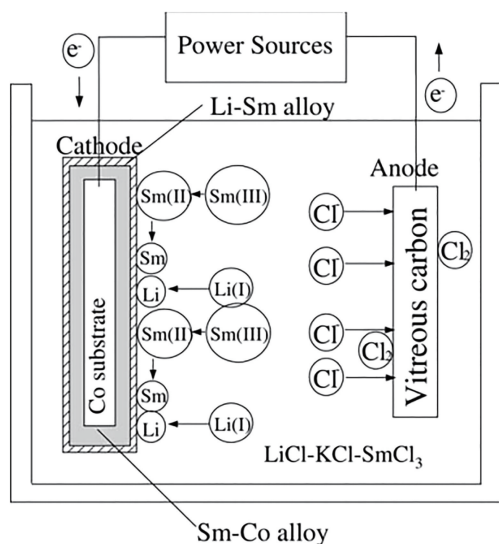 Power Sources
e-
e-
Li-Sm alloy
Cathode
Anode
Sm(II)
Sm(III)
Cl-
Sm
Cl-
Cl2
Li
Li(I)
Sm(II)
Sm(III)
Cl-
Cl2
Sm
Cl-
Li
Li(I)
Co substrate
Vitreous carbon
LiCl-KCl-SmCl3
Sm-Co alloy